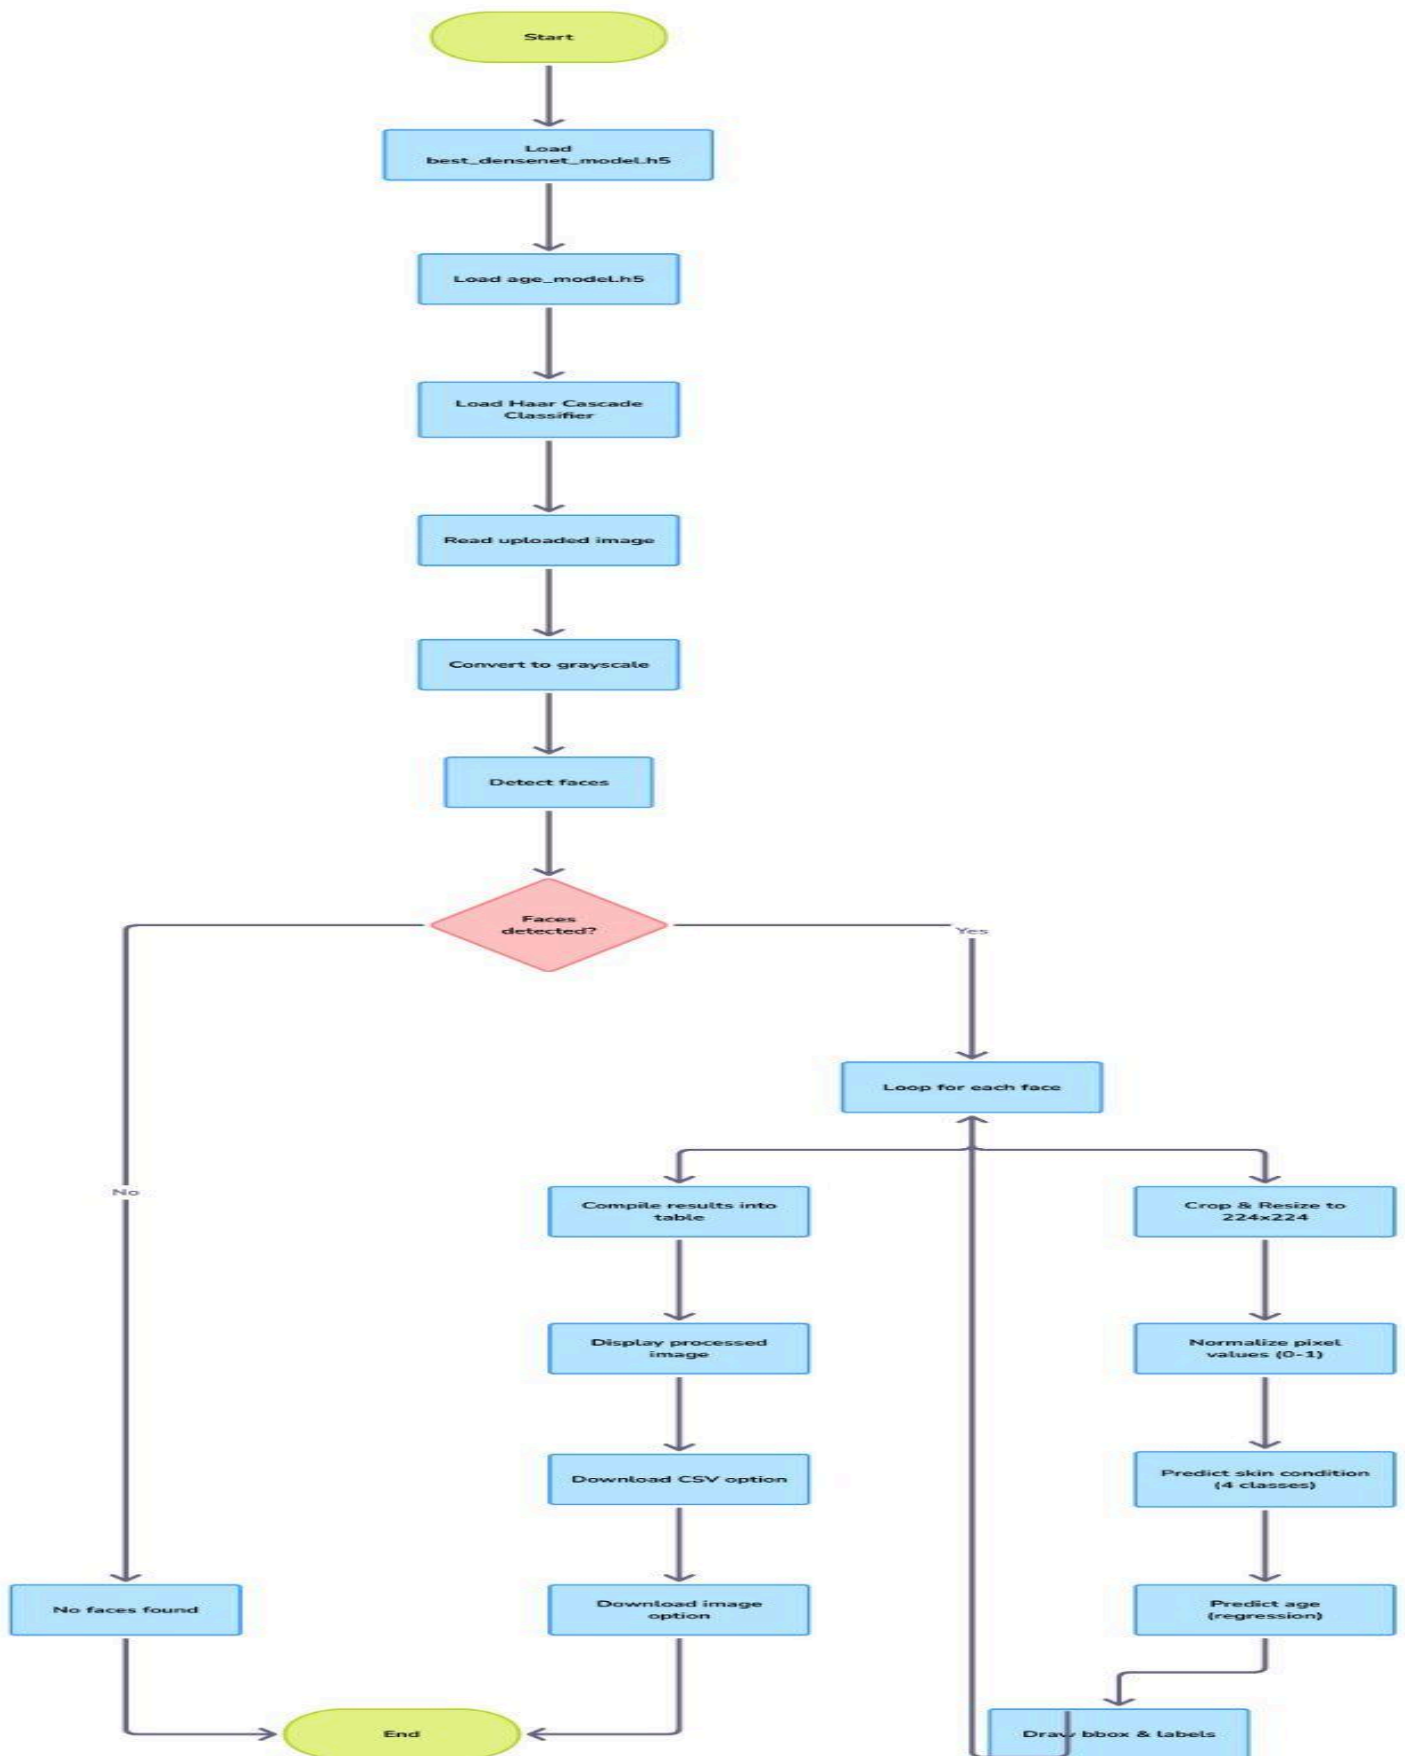 Start
Load
best_densenet_model.h5
Load age_model.h5
Load Haar Cascade
Classifier
Read uploaded image
Convert to grayscale
Detect faces
Faces
detected?
Yes
Loop for each face
No
Compile results into
table
Crop & Resize to
224x224
Display processed
image
Normalize pixel
values (0-1)
Download CSV option
Predict skin condition
(4 classes)
No faces found
Download image
option
Predict age
(regression)
End
Draw bbox & labels